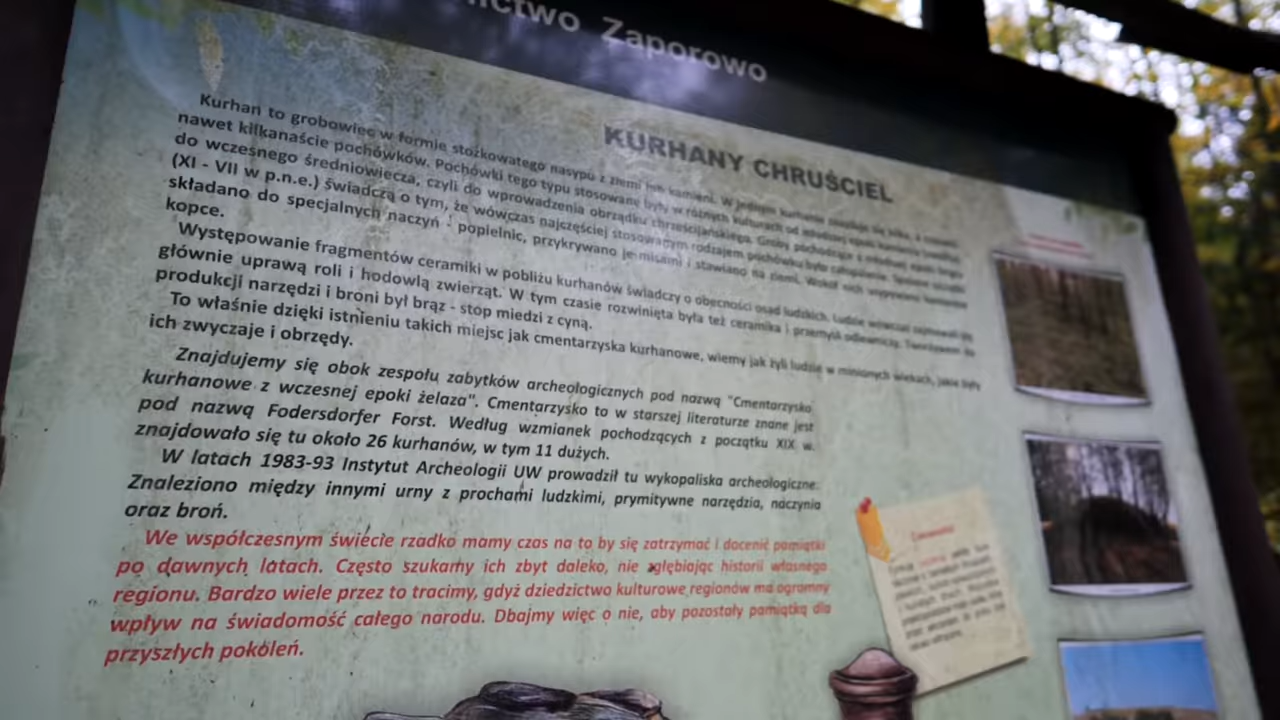 Zaporowo
KURHANY CHRUŚCIEL
Kurhan to grobowiec w formie stożkowatego nasypu z ziemi lub kamieni. W jednym kurhanie
nawet kilkanaście pochówków. Pochówki tego typu stosowane były w różnych kulturach od
do wczesnego średniowiecza, czyli do wprowadzenia obrządku chrześcijańskiego. Groby pochodzące z
(XI - VII w p.n.e.) świadczą o tym, że wówczas najczęściej stosowanym rodzajem pochówku było
składano do specjalnych naczyń - popielnic, przykrywano je misami i stawiano na ziemi. Wokół nich
kopce.
Występowanie fragmentów ceramiki w pobliżu kurhanów świadczy o obecności osad ludzkich. Ludzie
głównie uprawą roli i hodowlą zwierząt. W tym czasie rozwinięta była też ceramika i przemysł
produkcji narzędzi i broni był brąz - stop miedzi z cyną.
To właśnie dzięki istnieniu takich miejsc jak cmentarzyska kurhanowe, wiemy jak żyli ludzie w minionych wiekach, jakie były
ich zwyczaje i obrzędy.
Znajdujemy się obok zespołu zabytków archeologicznych pod nazwą "Cmentarzysko
kurhanowe z wczesnej epoki żelaza". Cmentarzysko to w starszej literaturze znane jest
pod nazwą Fodersdorfer Forst. Według wzmianek pochodzących z początku XIX w.
znajdowało się tu około 26 kurhanów, w tym 11 dużych.
W latach 1983-93 Instytut Archeologii UW prowadził tu wykopaliska archeologiczne.
Znaleziono między innymi urny z prochami ludzkimi, prymitywne narzędzia, naczynia
oraz broń.
We współczesnym świecie rzadko mamy czas na to by się zatrzymać i docenić pamiątki
po dawnych latach. Często szukamy ich zbyt daleko, nie zgłębiając historii własnego
regionu. Bardzo wiele przez to tracimy, gdyż dziedzictwo kulturowe regionów ma ogromny
wpływ na świadomość całego narodu. Dbajmy więc o nie, aby pozostały pamiątką dla
przyszłych pokoleń.